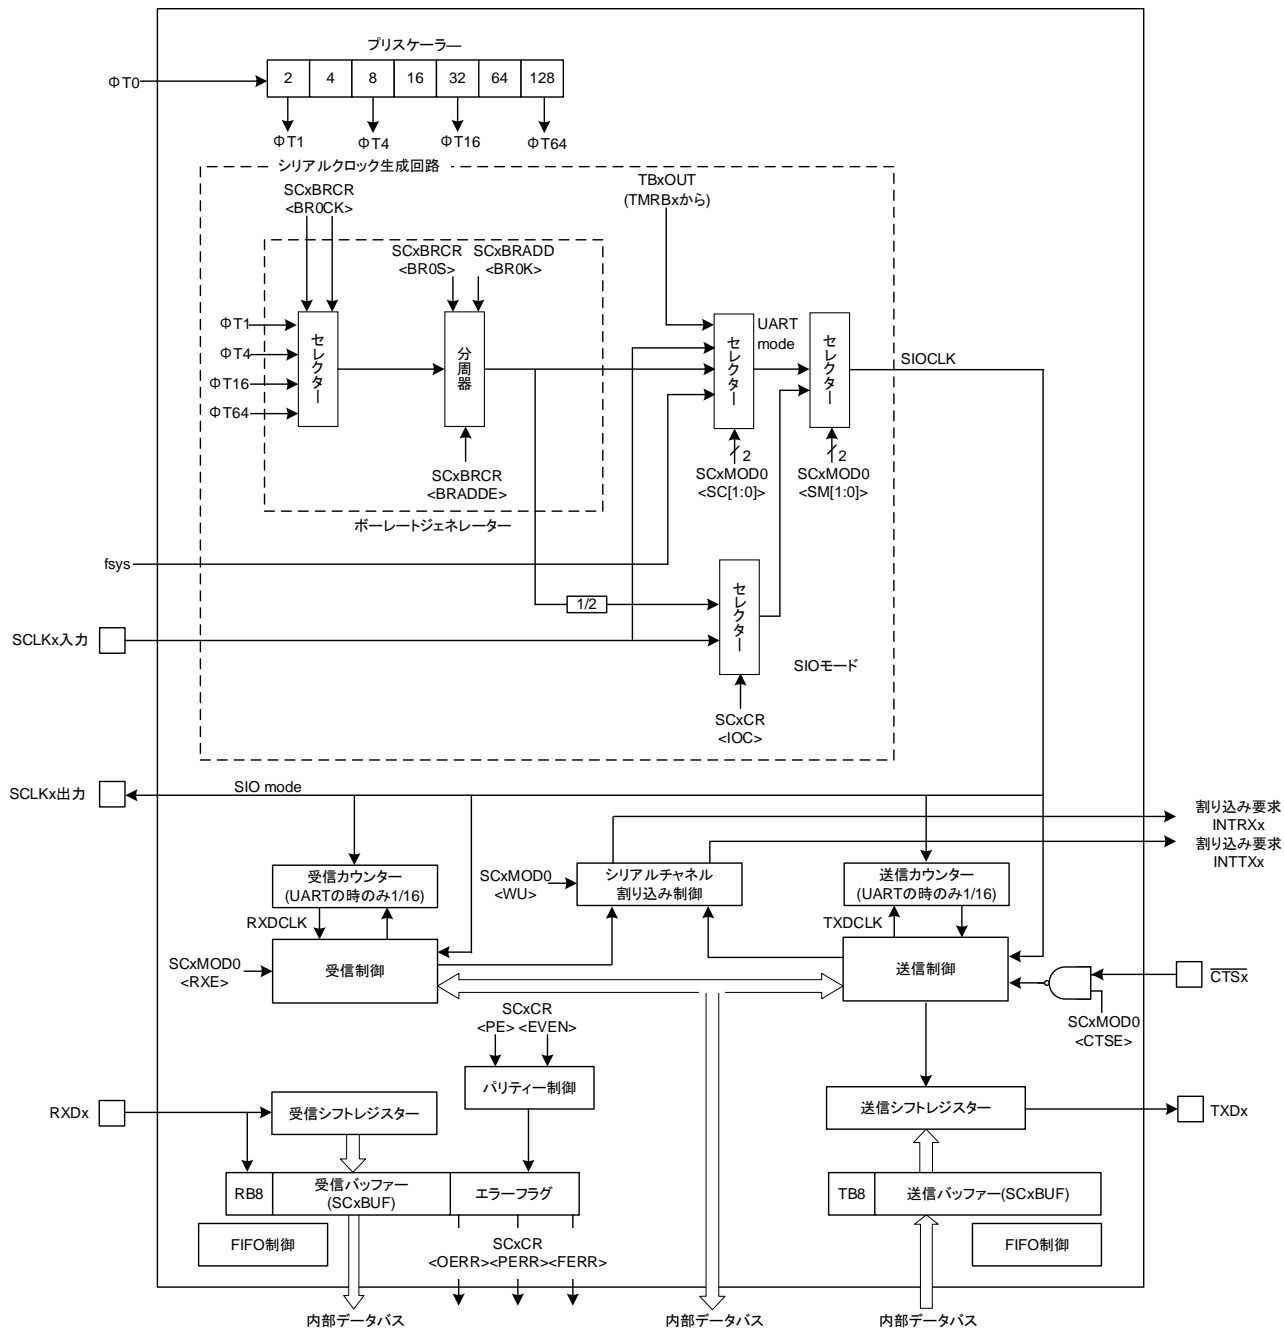 プリスケーラー
ΦT0
2 4 8 16 32 64 128
ΦT1 ΦT4 ΦT16 ΦT64
シリアルクロック生成回路
SCxBRCR
<BR0CK>
TBxOUT
(TMRBxから)
SCxBRCR
<BR0S>
SCxBRADD
<BR0K>
ΦT1
ΦT4
ΦT16
ΦT64
セレクター
分周器
セレクター
UART
mode
セレクター
SIOCLK
SCxBRCR
<BRADDE>
2
SCxMOD0
<SC[1:0]>
2
SCxMOD0
<SM[1:0]>
ボーレートジェネレーター
fsys
1/2
セレクター
SCLKx入力
SIOモード
SCxCR
<IOC>
SCLKx出力
SIO mode
割り込み要求
INTRXx
割り込み要求
INTTXx
受信カウンター
(UARTの時のみ1/16)
SCxMOD0
<WU>
シリアルチャネル
割り込み制御
送信カウンター
(UARTの時のみ1/16)
RXDCLK
TXDCLK
SCxMOD0
<RXE>
受信制御
送信制御
CTSx
SCxMOD0
<CTSE>
SCxCR
<PE> <EVEN>
パリティー制御
RXDx
受信シフトレジスター
送信シフトレジスター
TXDx
RB8
受信バッファー
(SCxBUF)
エラーフラグ
TB8
送信バッファー(SCxBUF)
FIFO制御
SCxCR
<OERR><PERR><FERR>
FIFO制御
内部データバス
内部データバス
内部データバス